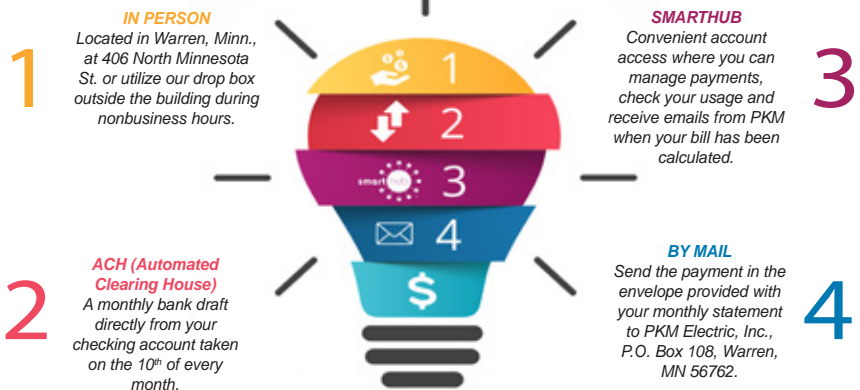 1
IN PERSON
Located in Warren, Minn.,
at 406 North Minnesota
St. or utilize our drop box
outside the building during
nonbusiness hours.
2
ACH (Automated
Clearing House)
A monthly bank draft
directly from your
checking account taken
on the 10th of every
month.
1
2
smarthub 3
4
$
SMARTHUB
Convenient account
access where you can
manage payments,
check your usage and
receive emails from PKM
when your bill has been
calculated.
3
BY MAIL
Send the payment in the
envelope provided with
your monthly statement
to PKM Electric, Inc.,
P.O. Box 108, Warren,
MN 56762.
4